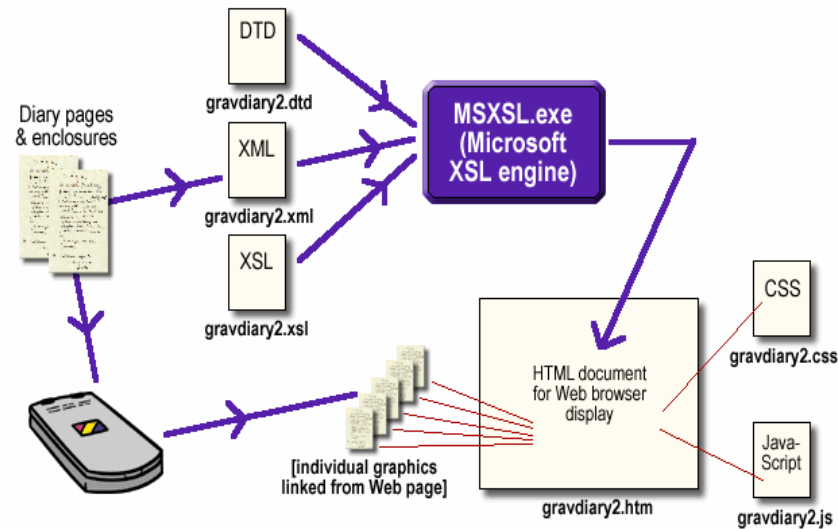 DTD
gravdiary2.dtd
Diary pages
& enclosures
XML
gravdiary2.xml
XSL
gravdiary2.xsl
MSXSL.exe
(Microsoft
XSL engine)
HTML document
for Web browser
display
gravdiary2.htm
CSS
gravdiary2.css
Java-
Script
gravdiary2.js
[individual graphics
linked from Web page]